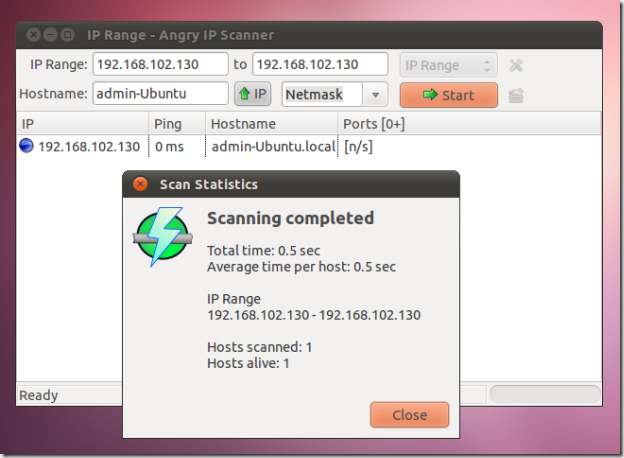 IP Range - Angry IP Scanner
IP Range: 192.168.102.130 to 192.168.102.130 IP Range
Hostname: admin-Ubuntu IP Netmask Start
IP Ping Hostname Ports [0+]
192.168.102.130 0 ms admin-Ubuntu.local [n/s]
Scan Statistics
Scanning completed
Total time: 0.5 sec
Average time per host: 0.5 sec
IP Range
192.168.102.130 - 192.168.102.130
Hosts scanned: 1
Hosts alive: 1
Ready
Close